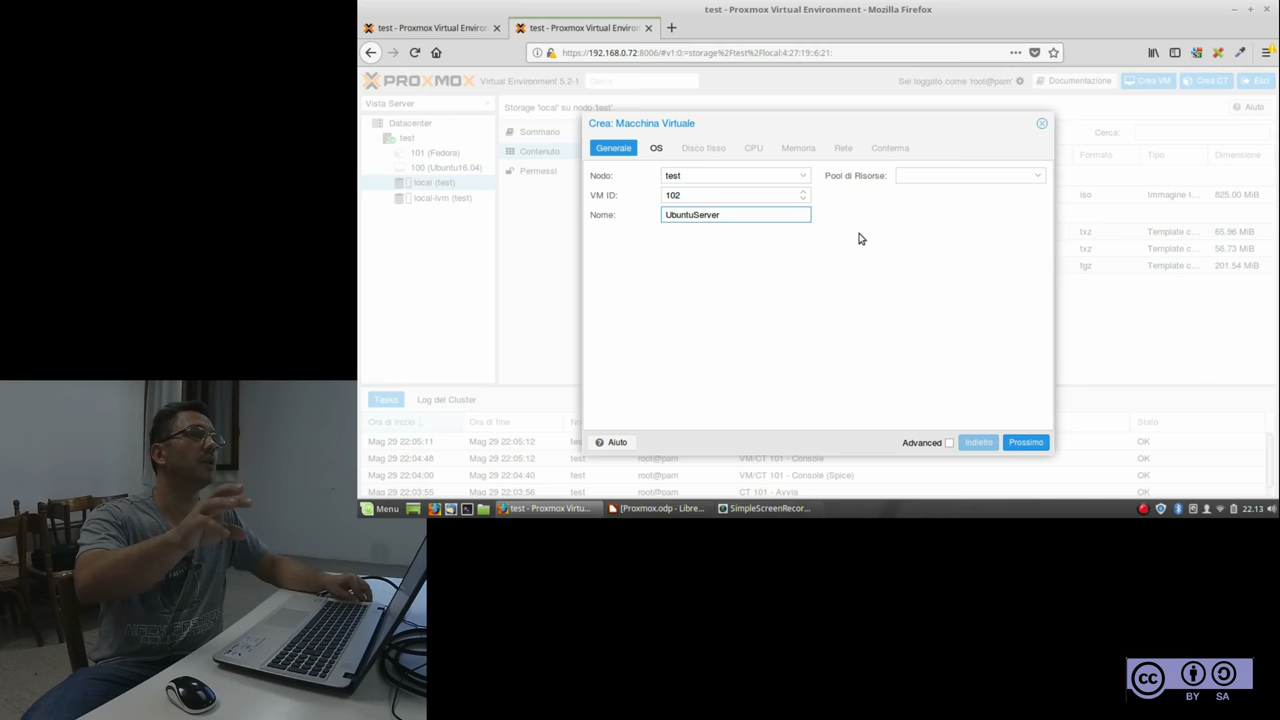 test - Proxmox Virtual Environment - Mozilla Firefox
test - Proxmox Virtual Environ
test - Proxmox Virtual Environ
https://192.168.0.72:8006/#v1:0:=storage%2Ftest%2Flocal:4:27:19::6:21:
PROXMOX Virtual Environment 5.2-1 Cerca
Sei loggato come 'root@pam' Documentazione Crea VM Crea CT Esci
Vista Server
Storage 'local' su nodo 'test'
Aiuto
Datacenter
test
101 (Fedora)
100 (Ubuntu16.04)
local (test)
local-lvm (test)
Sommario
Contenuto
Permessi
Cerca:
Formato Tipo Dimensione
iso Immagine I... 825.00 MiB
txz Template c... 65.96 MiB
txz Template c... 56.73 MiB
tgz Template c... 201.54 MiB
Crea: Macchina Virtuale
Generale OS Disco fisso CPU Memoria Rete Conferma
Nodo: test Pool di Risorse:
VM ID: 102
Nome: UbuntuServer
Aiuto Advanced Indietro Prossimo
Tasks Log del Cluster
Ora di inizio Ora di fine No Stato
Mag 29 22:05:11 Mag 29 22:05:12 tes OK
Mag 29 22:04:48 Mag 29 22:05:12 test root@pam VM/CT 101 - Console OK
Mag 29 22:04:00 Mag 29 22:04:40 test root@pam VM/CT 101 - Console (Spice) OK
Mag 29 22:03:55 Mag 29 22:03:56 test root@pam CT 101 - Avvia OK
Menu test - Proxmox Virtu... [Proxmox.odp - Libre... SimpleScreenRecor... 22.13
cc BY SA